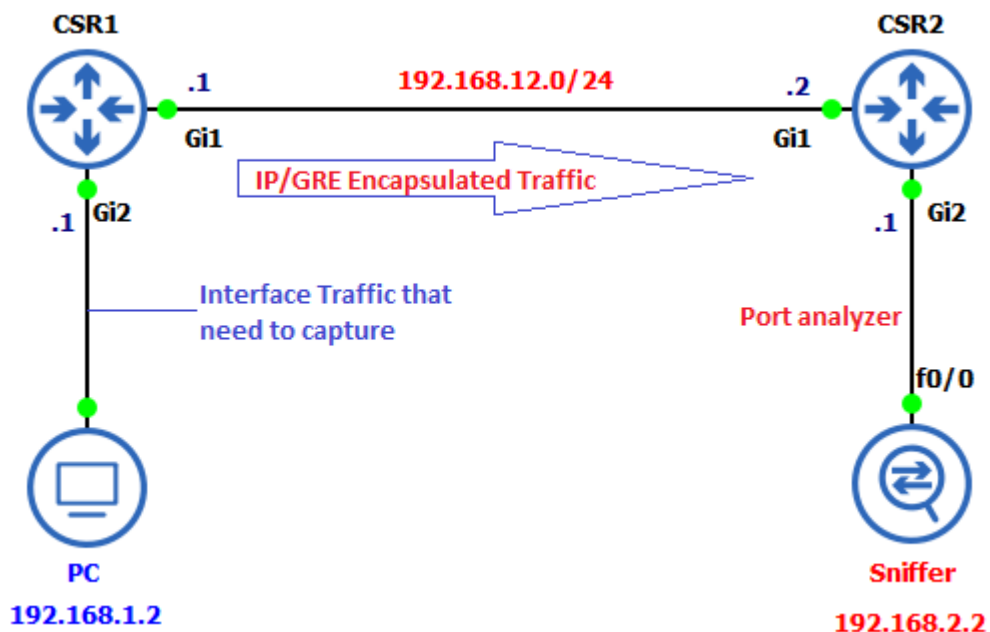 CSR1
CSR2
.1
192.168.12.0/24
.2
Gi1
Gi1
IP/GRE Encapsulated Traffic
.1
Gi2
.1
Gi2
Interface Traffic that
need to capture
Port analyzer
f0/0
PC
Sniffer
192.168.1.2
192.168.2.2